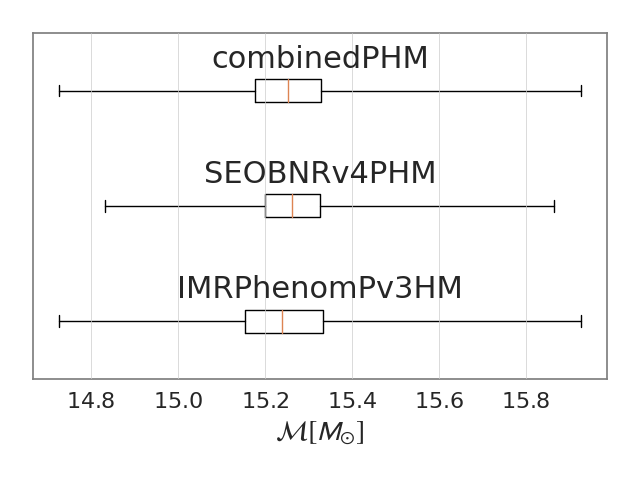 combinedPHM
SEOBNRv4PHM
IMRPhenomPv3HM
14.8 15.0 15.2 15.4 15.6 15.8
ℳ[M☉]